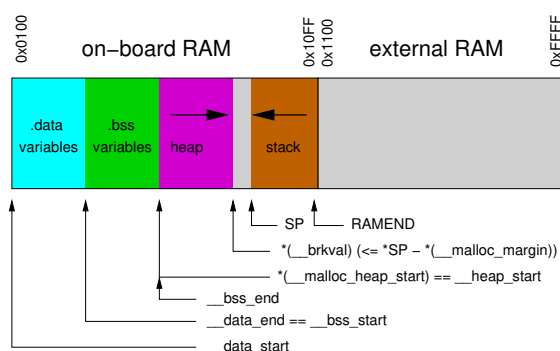 0x0100
on−board RAM
0x10FF
0x1100
external RAM
0xFFFF
.data
variables
.bss
variables
heap
stack
SP
RAMEND
*(__brkval) (<= *SP − *(__malloc_margin))
*(__malloc_heap_start) == __heap_start
__bss_end
__data_end == __bss_start
__data_start